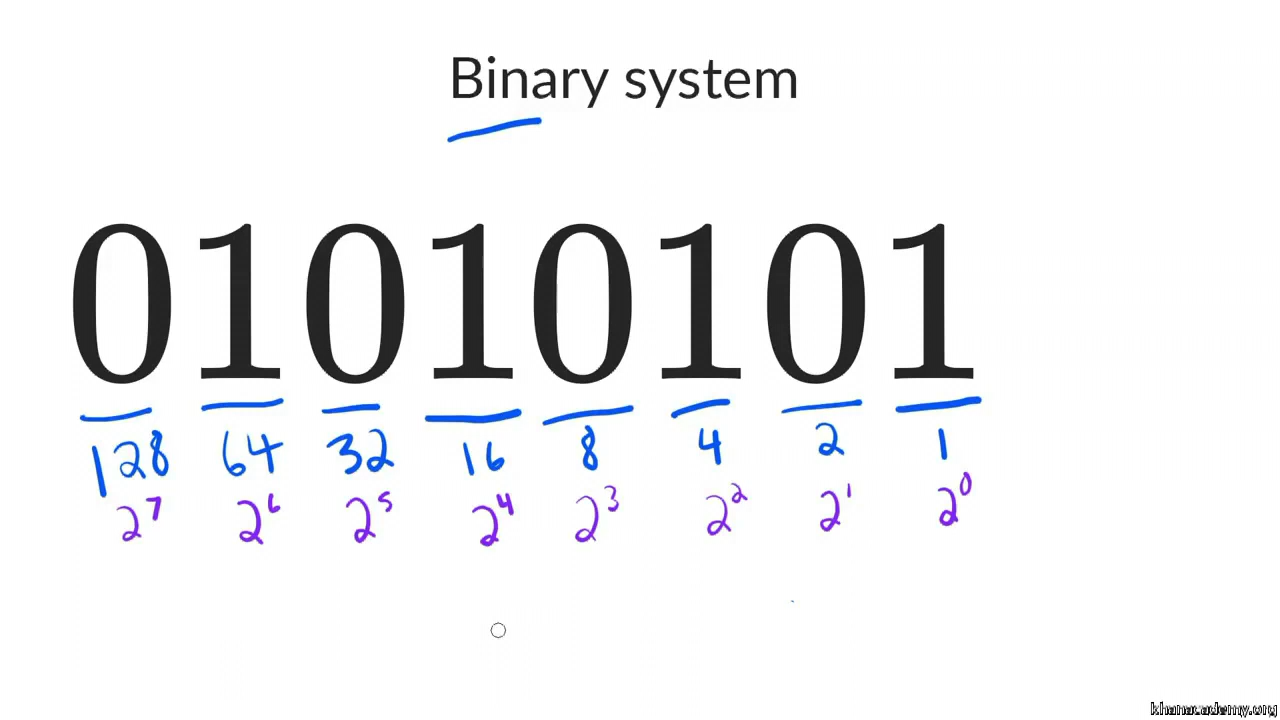 Binary system
01010101
128 64 32 16 8 4 2 1
2⁷ 2⁶ 2⁵ 2⁴ 2³ 2² 2¹ 2⁰
khanacademy.org